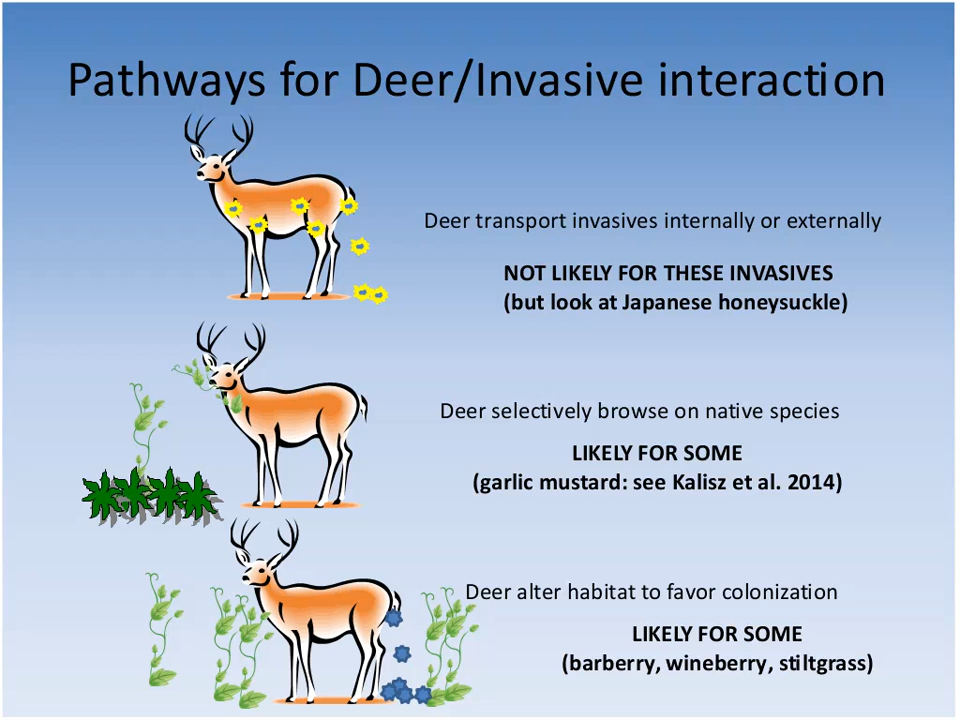 Pathways for Deer/Invasive interaction
Deer transport invasives internally or externally
NOT LIKELY FOR THESE INVASIVES
(but look at Japanese honeysuckle)
Deer selectively browse on native species
LIKELY FOR SOME
(garlic mustard: see Kalisz et al. 2014)
Deer alter habitat to favor colonization
LIKELY FOR SOME
(barberry, wineberry, stiltgrass)